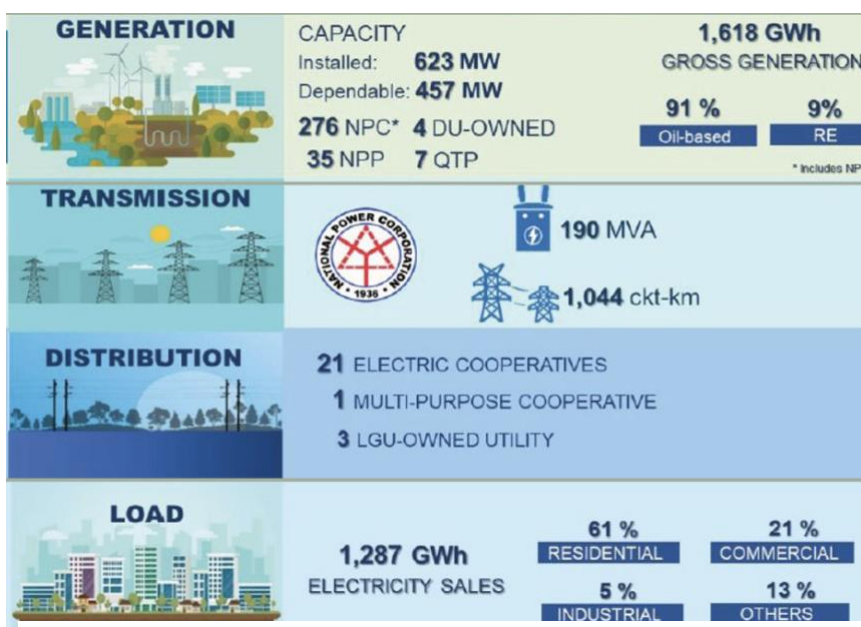 GENERATION
CAPACITY
Installed: 623 MW
Dependable: 457 MW
276 NPC* 4 DU-OWNED
35 NPP 7 QTP
1,618 GWh
GROSS GENERATION
91 % 9%
Oil-based RE
* Includes NP
TRANSMISSION
NATIONAL POWER CORPORATION
• 1936 •
190 MVA
1,044 ckt-km
DISTRIBUTION
21 ELECTRIC COOPERATIVES
1 MULTI-PURPOSE COOPERATIVE
3 LGU-OWNED UTILITY
LOAD
1,287 GWh
ELECTRICITY SALES
61 % 21 %
RESIDENTIAL COMMERCIAL
5 % 13 %
INDUSTRIAL OTHERS